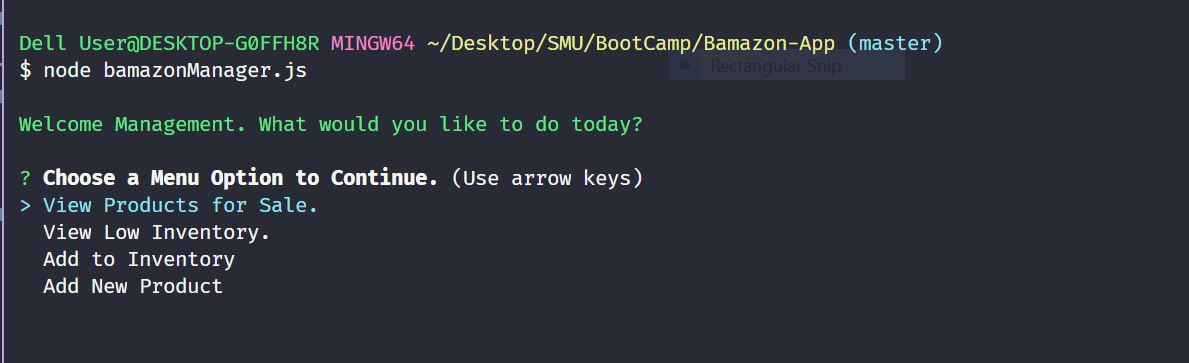 Dell User@DESKTOP-G0FFH8R MINGW64 ~/Desktop/SMU/BootCamp/Bamazon-App (master)
$ node bamazonManager.js
Rectangular Snip
Welcome Management. What would you like to do today?
? Choose a Menu Option to Continue. (Use arrow keys)
> View Products for Sale.
View Low Inventory.
Add to Inventory
Add New Product